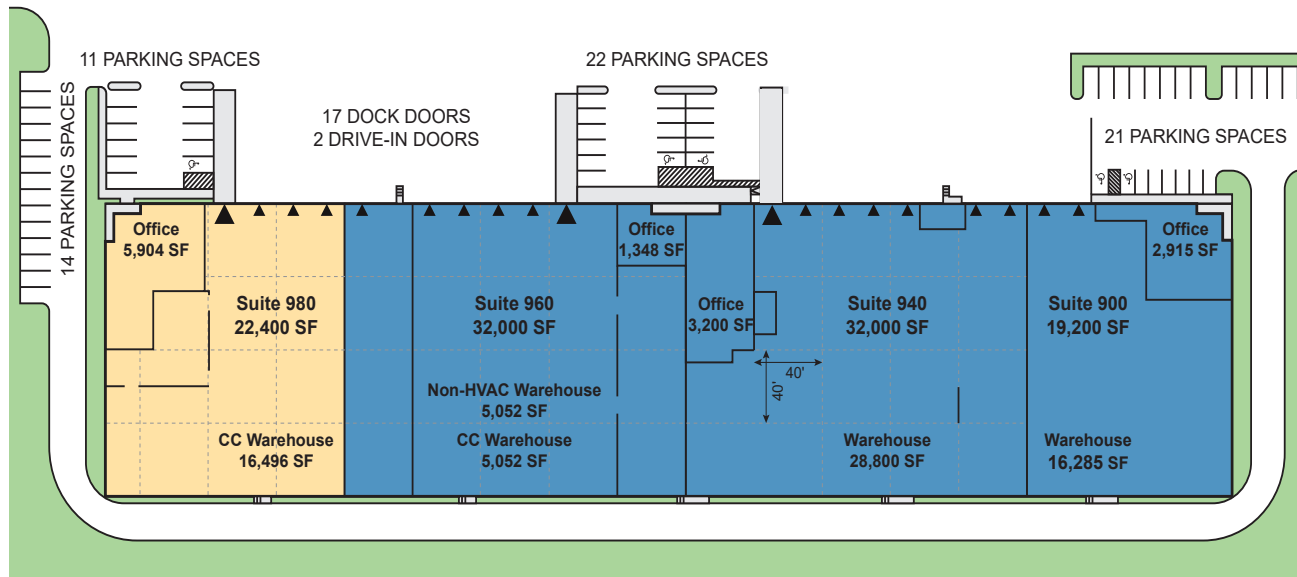 11 PARKING SPACES
22 PARKING SPACES
14 PARKING SPACES
17 DOCK DOORS
2 DRIVE-IN DOORS
21 PARKING SPACES
Office
5,904 SF
Office
1,348 SF
Office
2,915 SF
Suite 980
22,400 SF
Suite 960
32,000 SF
Office
3,200 SF
Suite 940
32,000 SF
Suite 900
19,200 SF
40'
40'
Non-HVAC Warehouse
5,052 SF
CC Warehouse
16,496 SF
CC Warehouse
5,052 SF
Warehouse
28,800 SF
Warehouse
16,285 SF